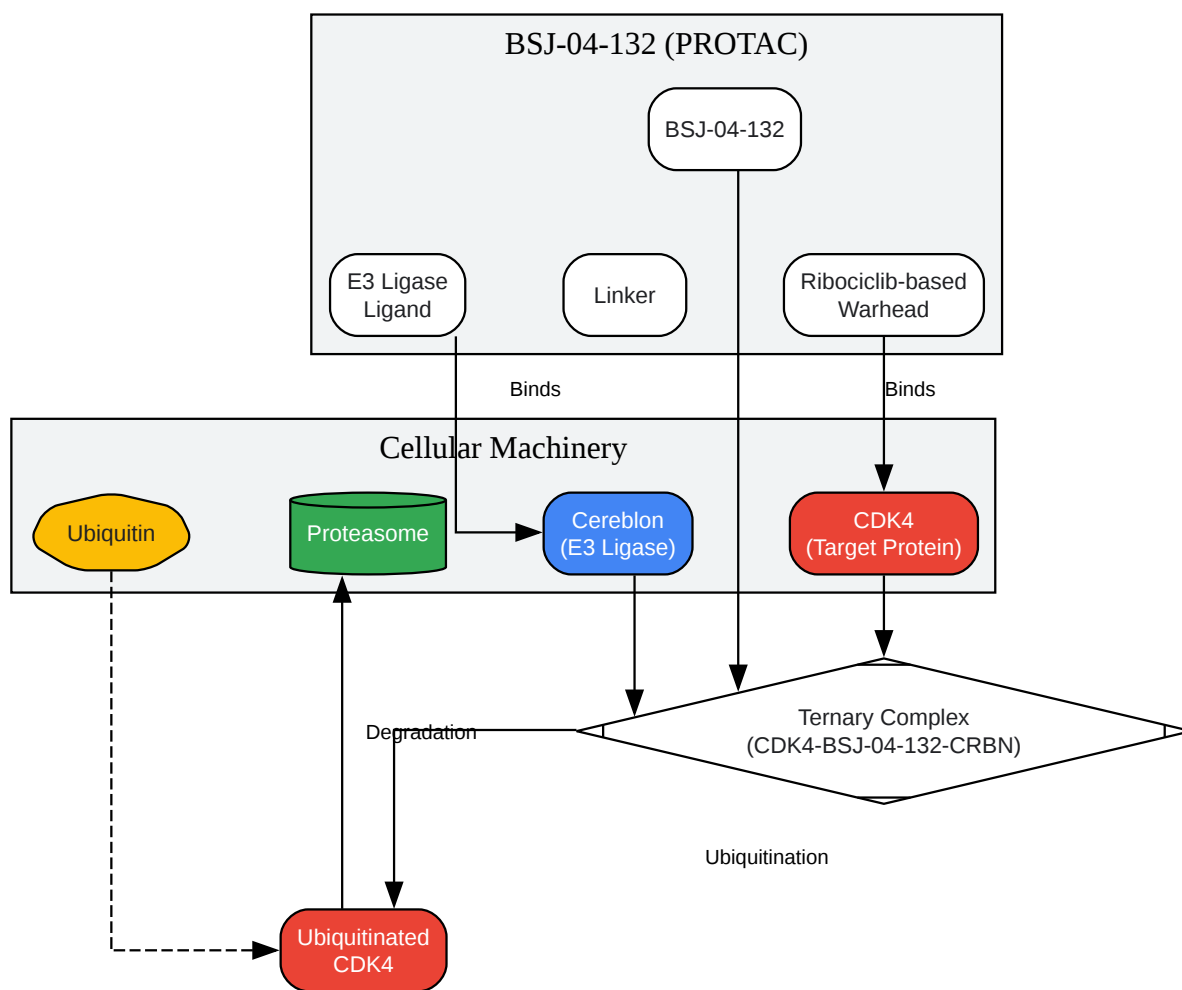 BSJ-04-132 (PROTAC)
BSJ-04-132
E3 Ligase
Ligand
Linker
Ribociclib-based
Warhead
Binds
Binds
Cellular Machinery
Ubiquitin
Proteasome
Cereblon
(E3 Ligase)
CDK4
(Target Protein)
Degradation
Ternary Complex
(CDK4-BSJ-04-132-CRBN)
Ubiquitination
Ubiquitinated
CDK4